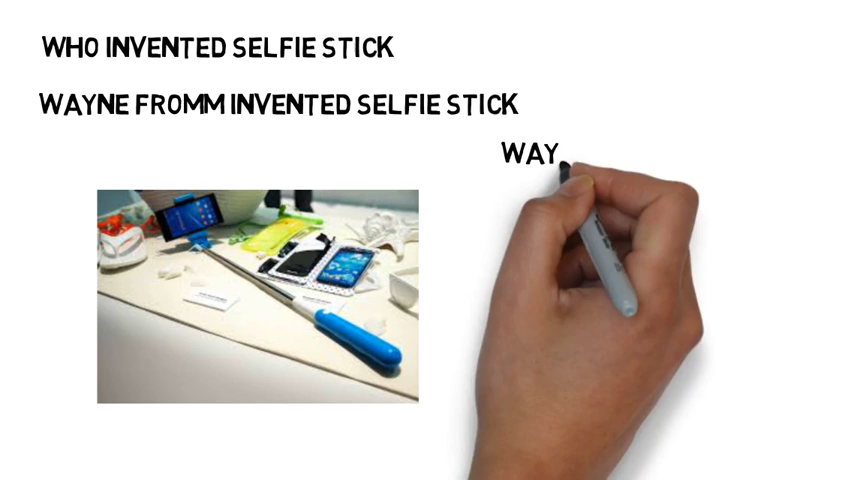 WHO INVENTED SELFIE STICK
WAYNE FROMM INVENTED SELFIE STICK
WAY